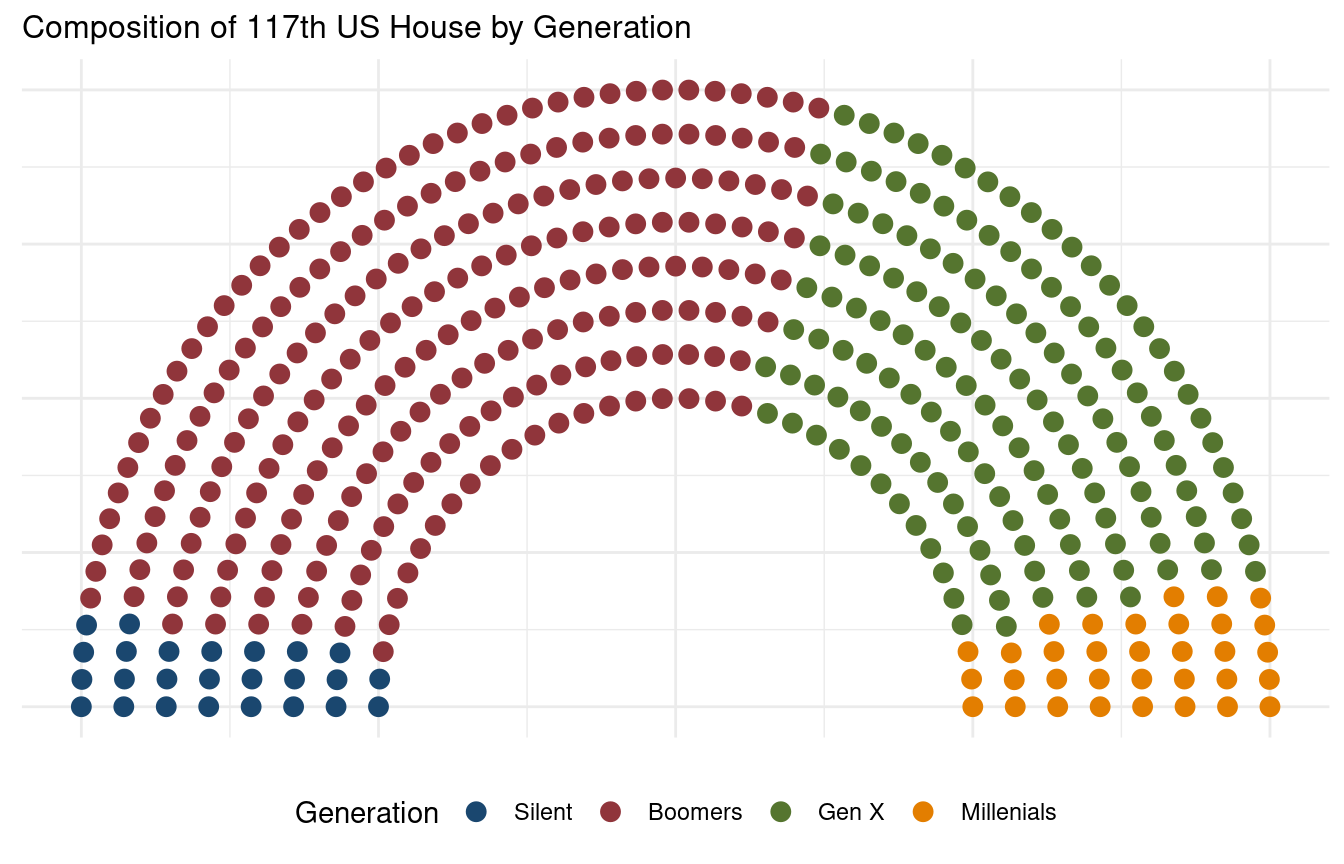 Composition of 117th US House by Generation
Generation Silent Boomers Gen X Millenials